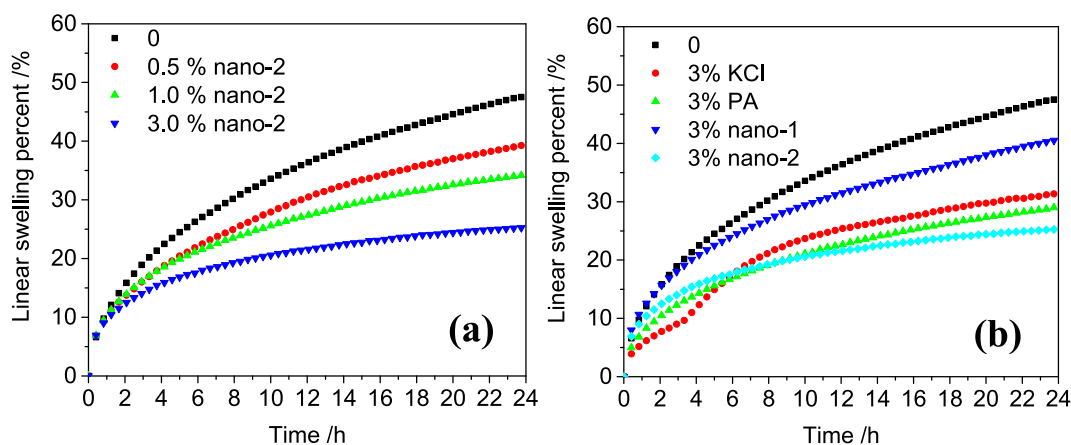 60
50
40
30
20
10
0
0 2 4 6 8 10 12 14 16 18 20 22 24
Linear swelling percent /%
Time /h
0
0.5 % nano-2
1.0 % nano-2
3.0 % nano-2
(a)
60
50
40
30
20
10
0
0 2 4 6 8 10 12 14 16 18 20 22 24
Linear swelling percent /%
Time /h
0
3% KCl
3% PA
3% nano-1
3% nano-2
(b)